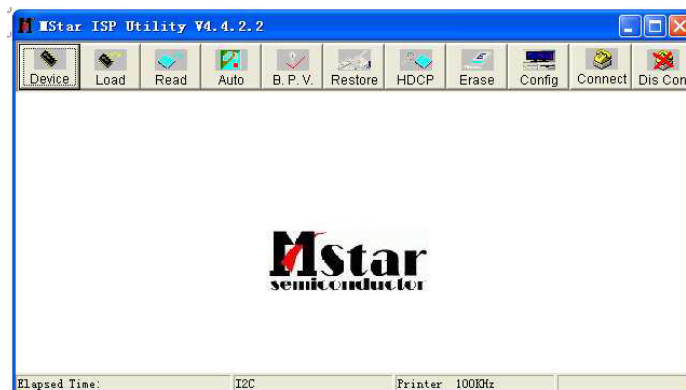 MStar ISP Utility V4.4.2.2
Device Load Read Auto B.P.V. Restore HDCP Erase Config Connect Dis Con
MStar
semiconductor
Elapsed Time: I2C Printer 100KHz